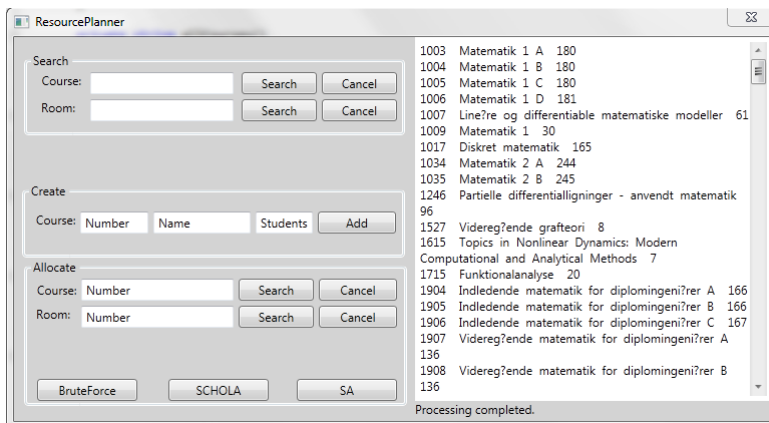 ResourcePlanner
Search
Course: Search Cancel
Room: Search Cancel
Create
Course: Number Name Students Add
Allocate
Course: Number Search Cancel
Room: Number Search Cancel
BruteForce SCHOLA SA
1003 Matematik 1 A 180
1004 Matematik 1 B 180
1005 Matematik 1 C 180
1006 Matematik 1 D 181
1007 Line?re og differentiable matematiske modeller 61
1009 Matematik 1 30
1017 Diskret matematik 165
1034 Matematik 2 A 244
1035 Matematik 2 B 245
1246 Partielle differentialligninger - anvendt matematik
96
1527 Videreg?ende grafteori 8
1615 Topics in Nonlinear Dynamics: Modern
Computational and Analytical Methods 7
1715 Funktionalanalyse 20
1904 Indledende matematik for diplomingeni?rer A 166
1905 Indledende matematik for diplomingeni?rer B 166
1906 Indledende matematik for diplomingeni?rer C 167
1907 Videreg?ende matematik for diplomingeni?rer A
136
1908 Videreg?ende matematik for diplomingeni?rer B
136
Processing completed.